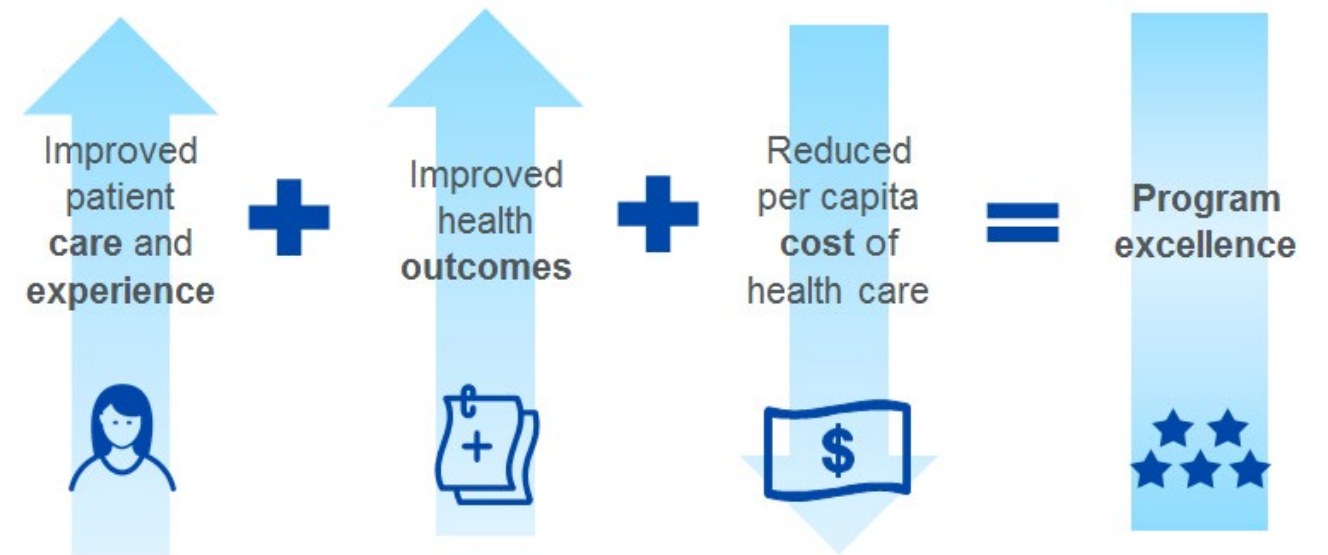 Improved
patient
care and
experience
+
Improved
health
outcomes
+
Reduced
per capita
cost of
health care
$
=
Program
excellence